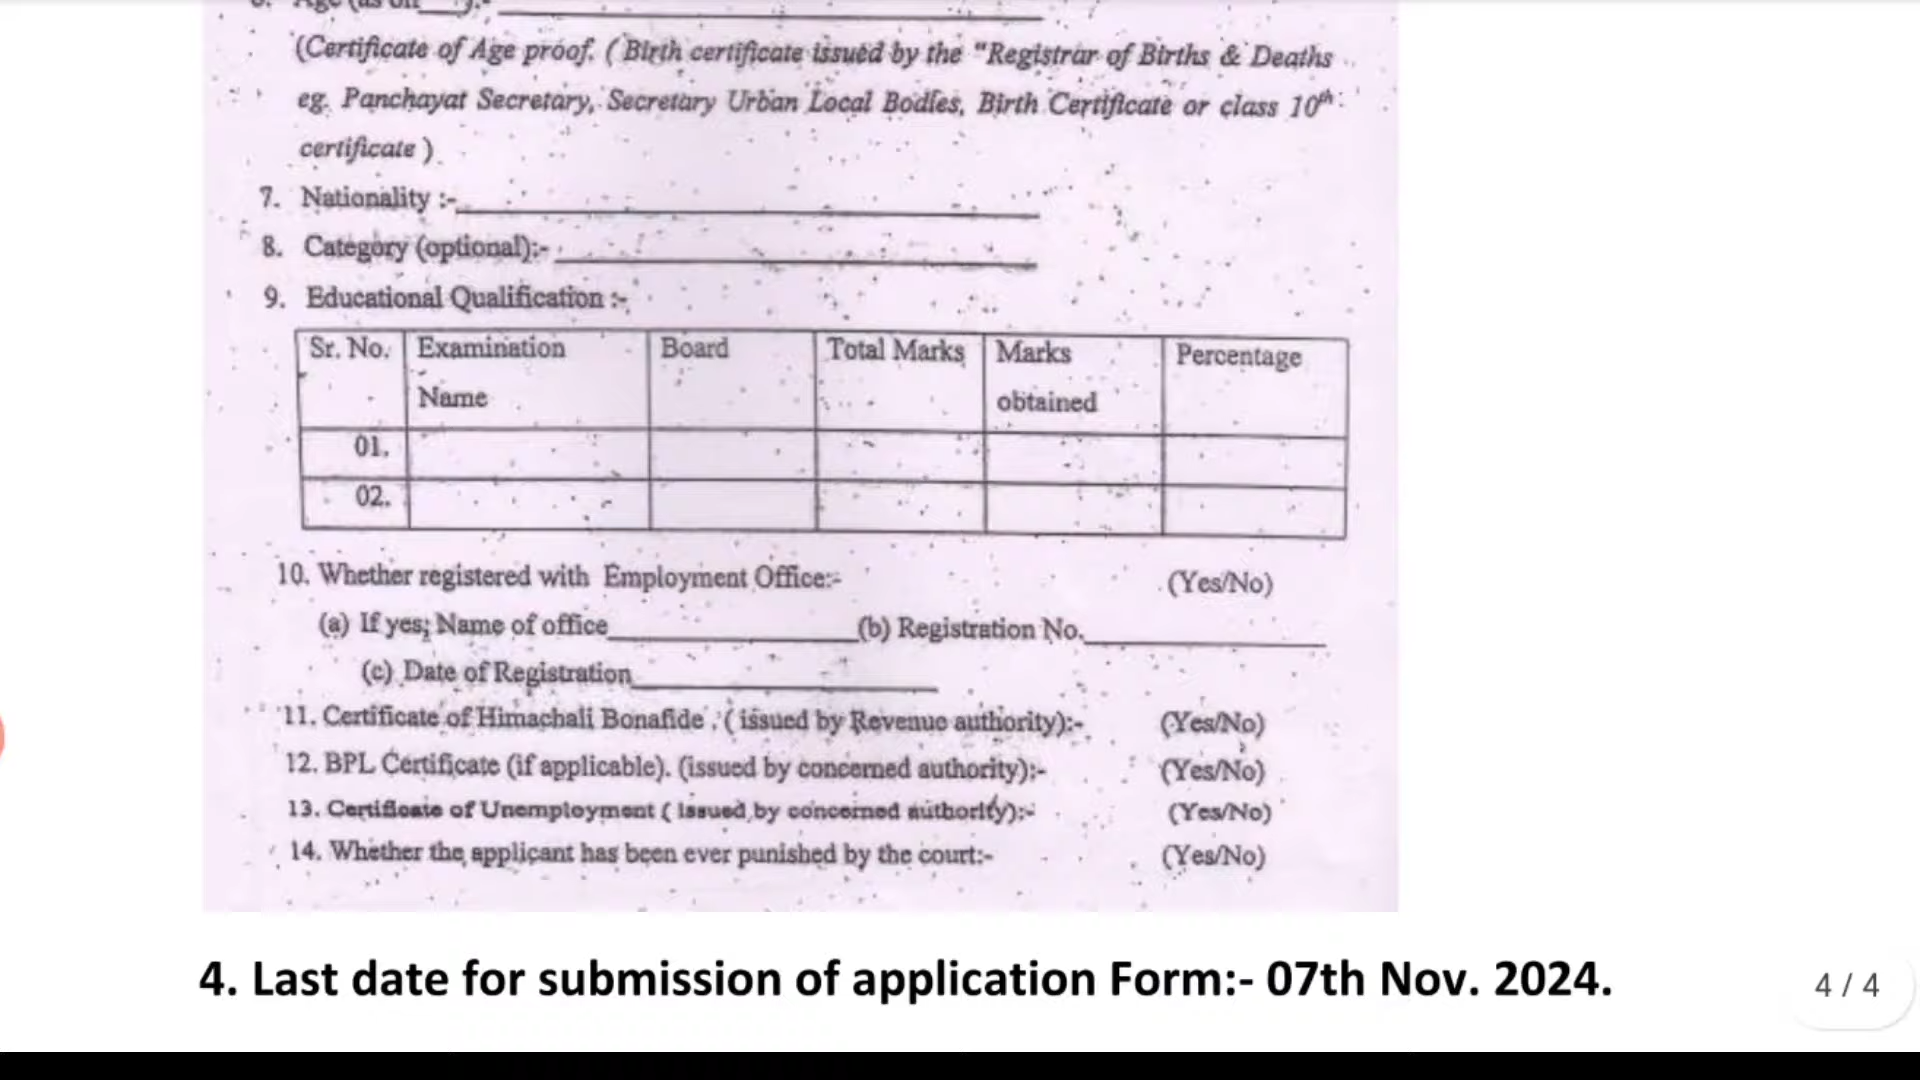 6. Age (as on___):-
(Certificate of Age proof. ( Birth certificate issued by the "Registrar of Births & Deaths
eg. Panchayat Secretary, Secretary Urban Local Bodies, Birth Certificate or class 10th
certificate )
7. Nationality :-
8. Category (optional):-
9. Educational Qualification :-
Sr. No. Examination Name Board Total Marks Marks obtained Percentage
01.
02.
10. Whether registered with Employment Office:- (Yes/No)
(a) If yes; Name of office (b) Registration No.
(c) Date of Registration
11. Certificate of Himachali Bonafide . ( issued by Revenue authority):- (Yes/No)
12. BPL Certificate (if applicable). (issued by concerned authority):- (Yes/No)
13. Certificate of Unemployment ( issued by concerned authority):- (Yes/No)
14. Whether the applicant has been ever punished by the court:- (Yes/No)
4. Last date for submission of application Form:- 07th Nov. 2024.
4 / 4